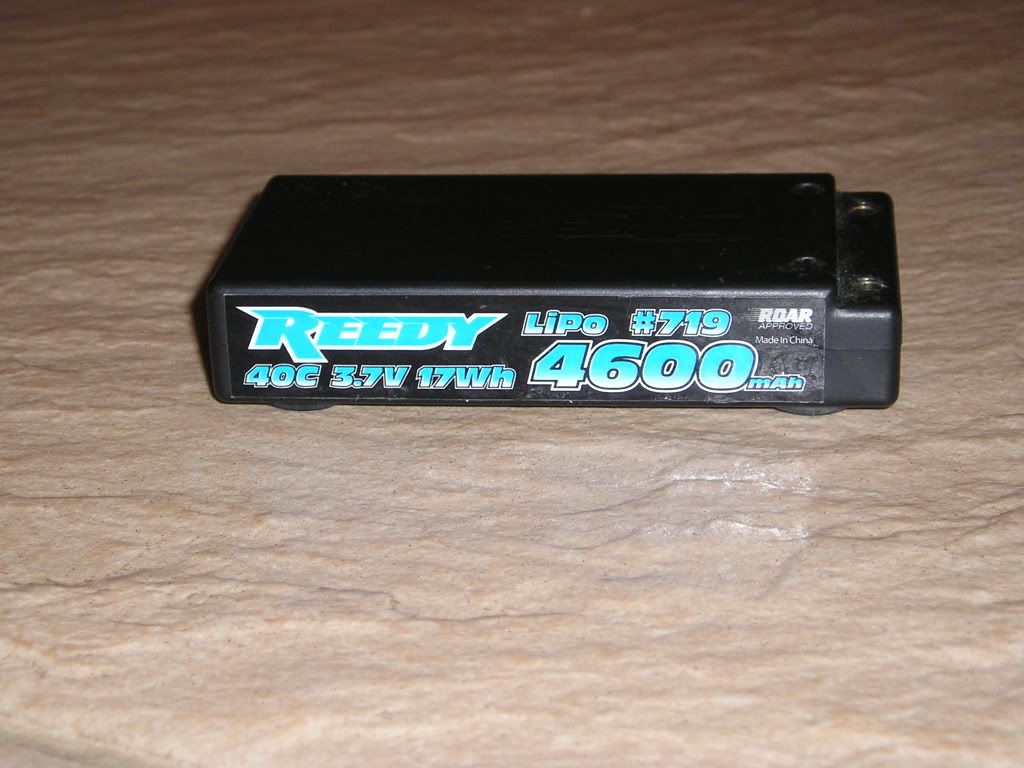 REEDY LiPo #719 ROAR
APPROVED
Made In China
40C 3.7V 17Wh 4600mAh